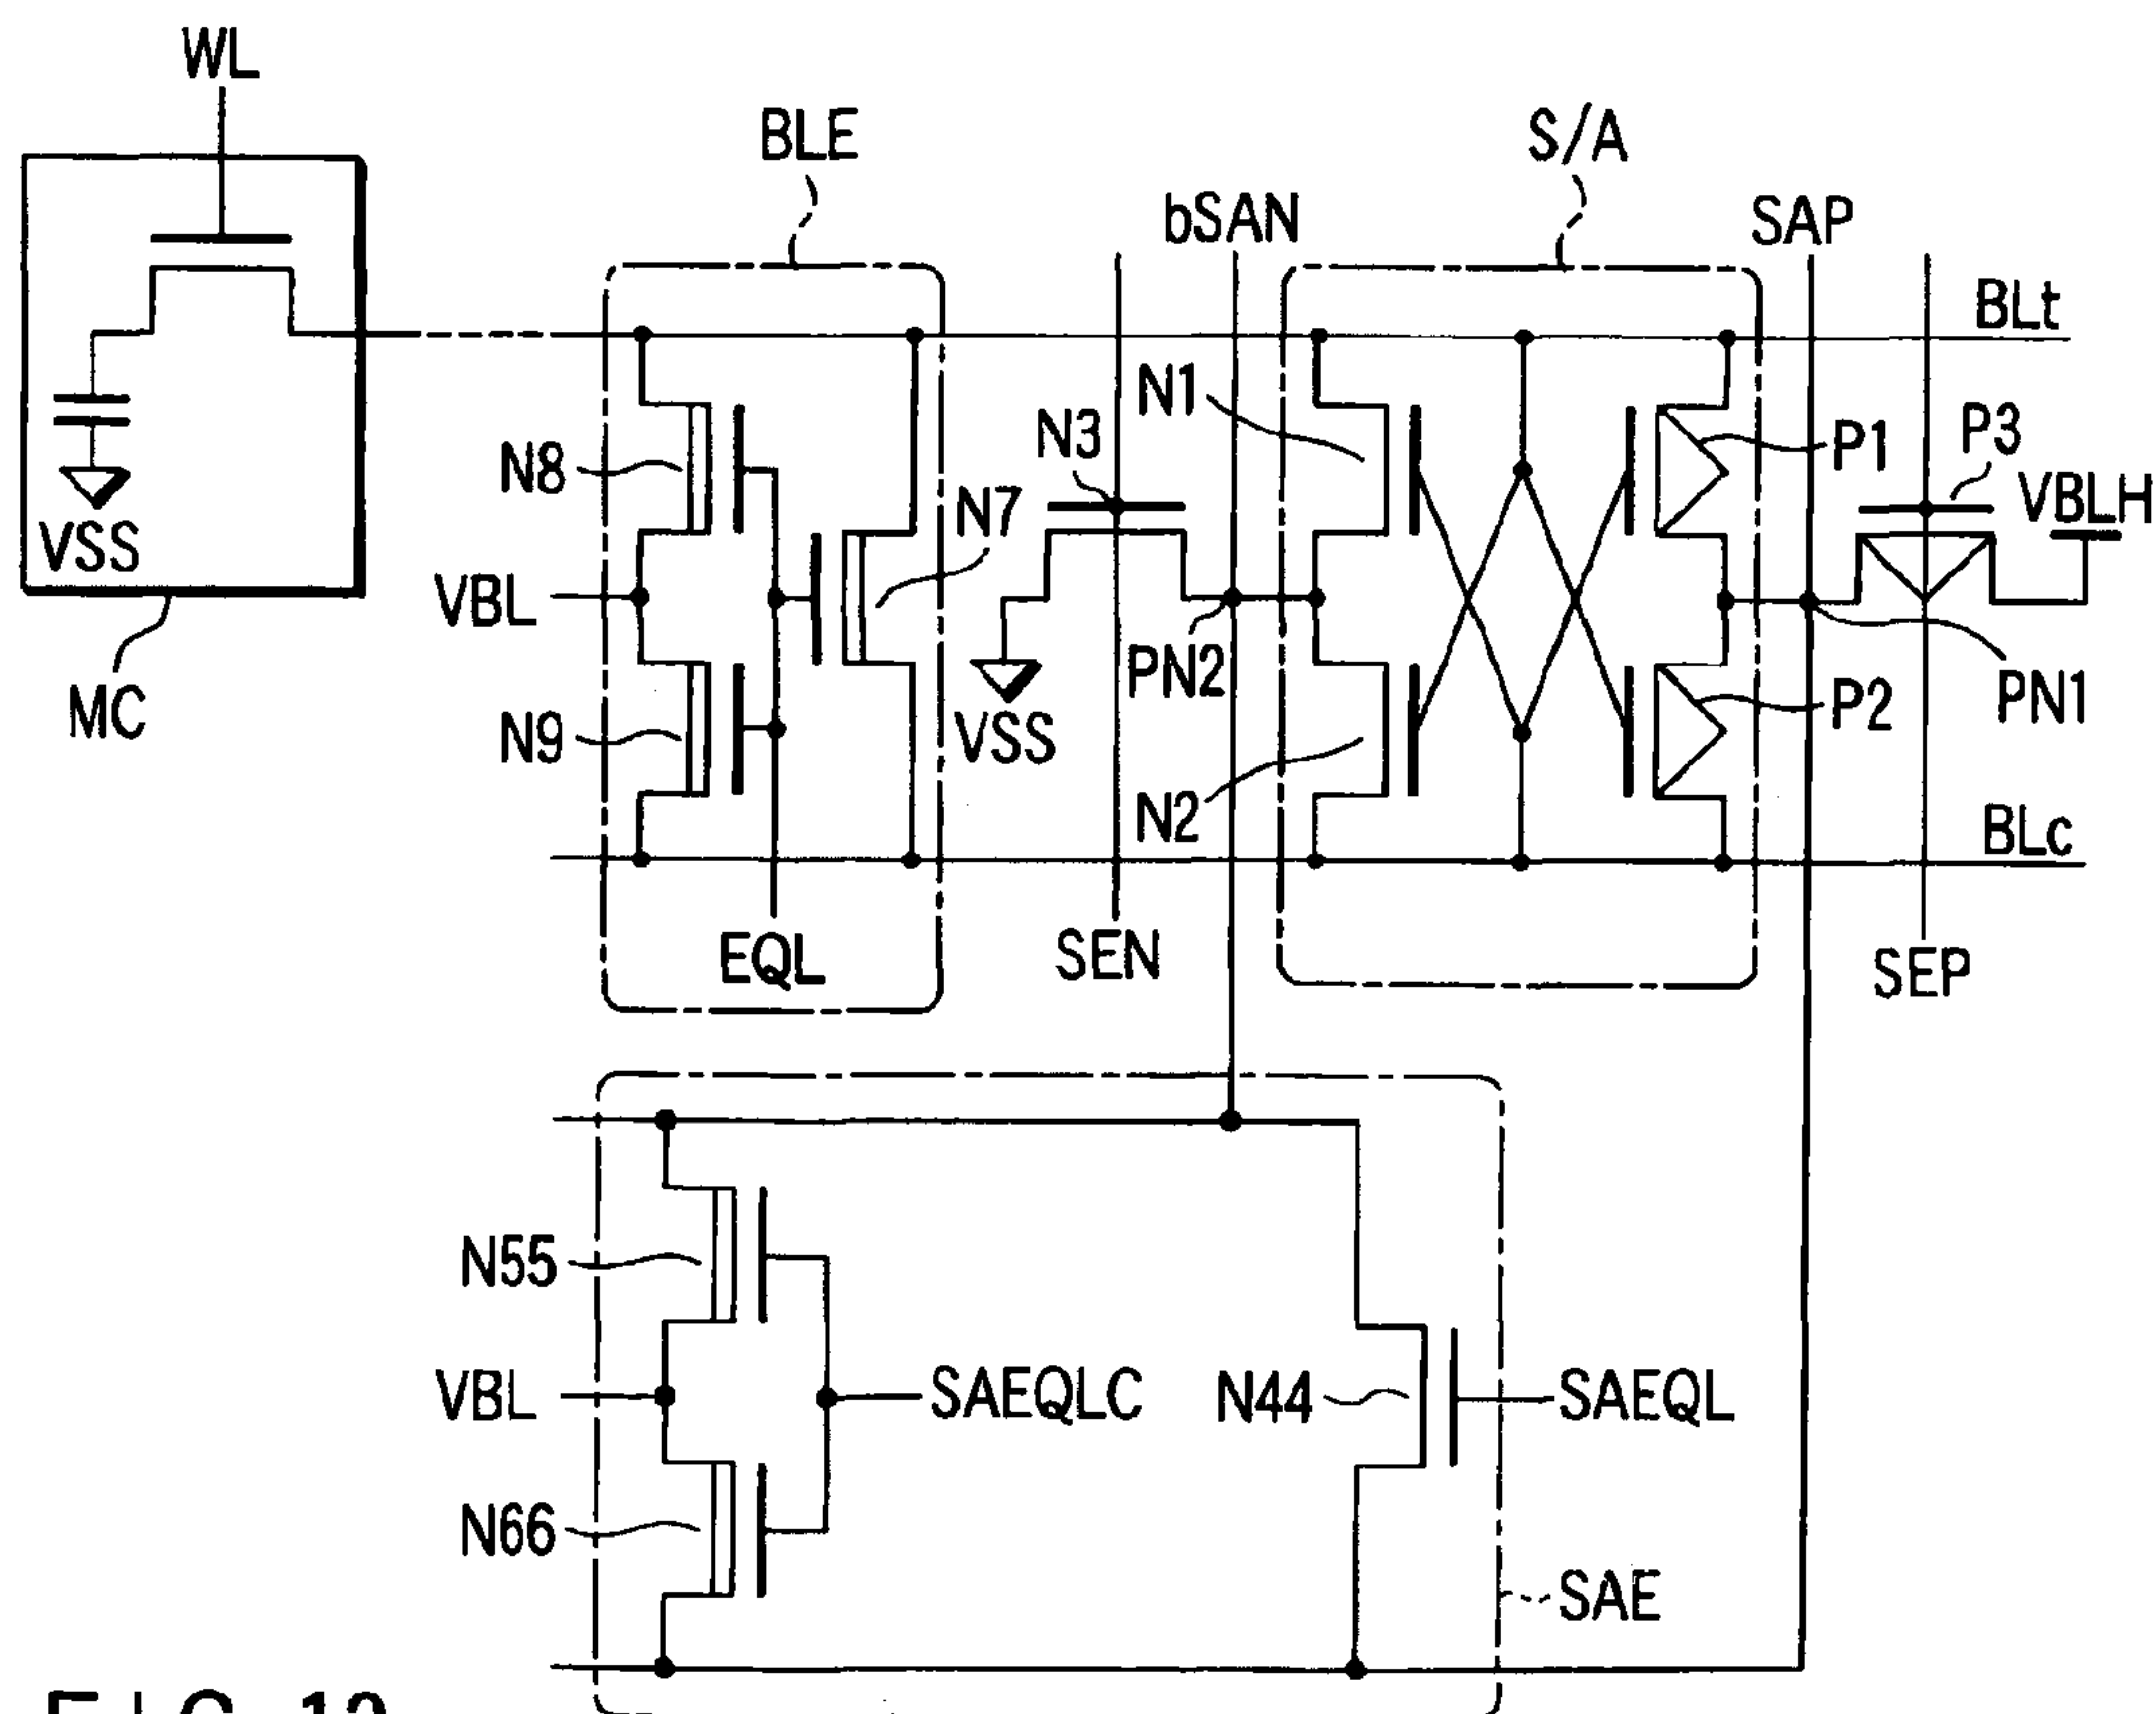 WL
BLE
S/A
bSAN
SAP
BLt
N1
N3
P1
P3
N8
N7
VBLH
VSS
VBL
PN2
PN1
MC
N9
VSS
P2
N2
BLc
EQL
SEN
SEP
N55
VBL
SAEQLC
N44
SAEQL
N66
SAE